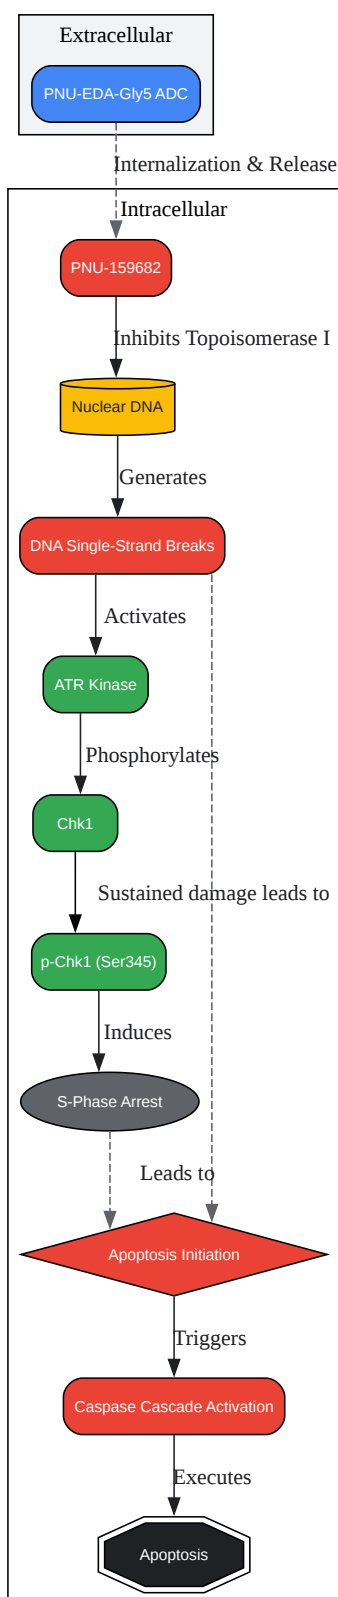 Extracellular
PNU-EDA-Gly5 ADC
Internalization & Release
Intracellular
PNU-159682
Inhibits Topoisomerase I
Nuclear DNA
Generates
DNA Single-Strand Breaks
Activates
ATR Kinase
Phosphorylates
Chk1
Sustained damage leads to
p-Chk1 (Ser345)
Induces
S-Phase Arrest
Leads to
Apoptosis Initiation
Triggers
Caspase Cascade Activation
Executes
Apoptosis